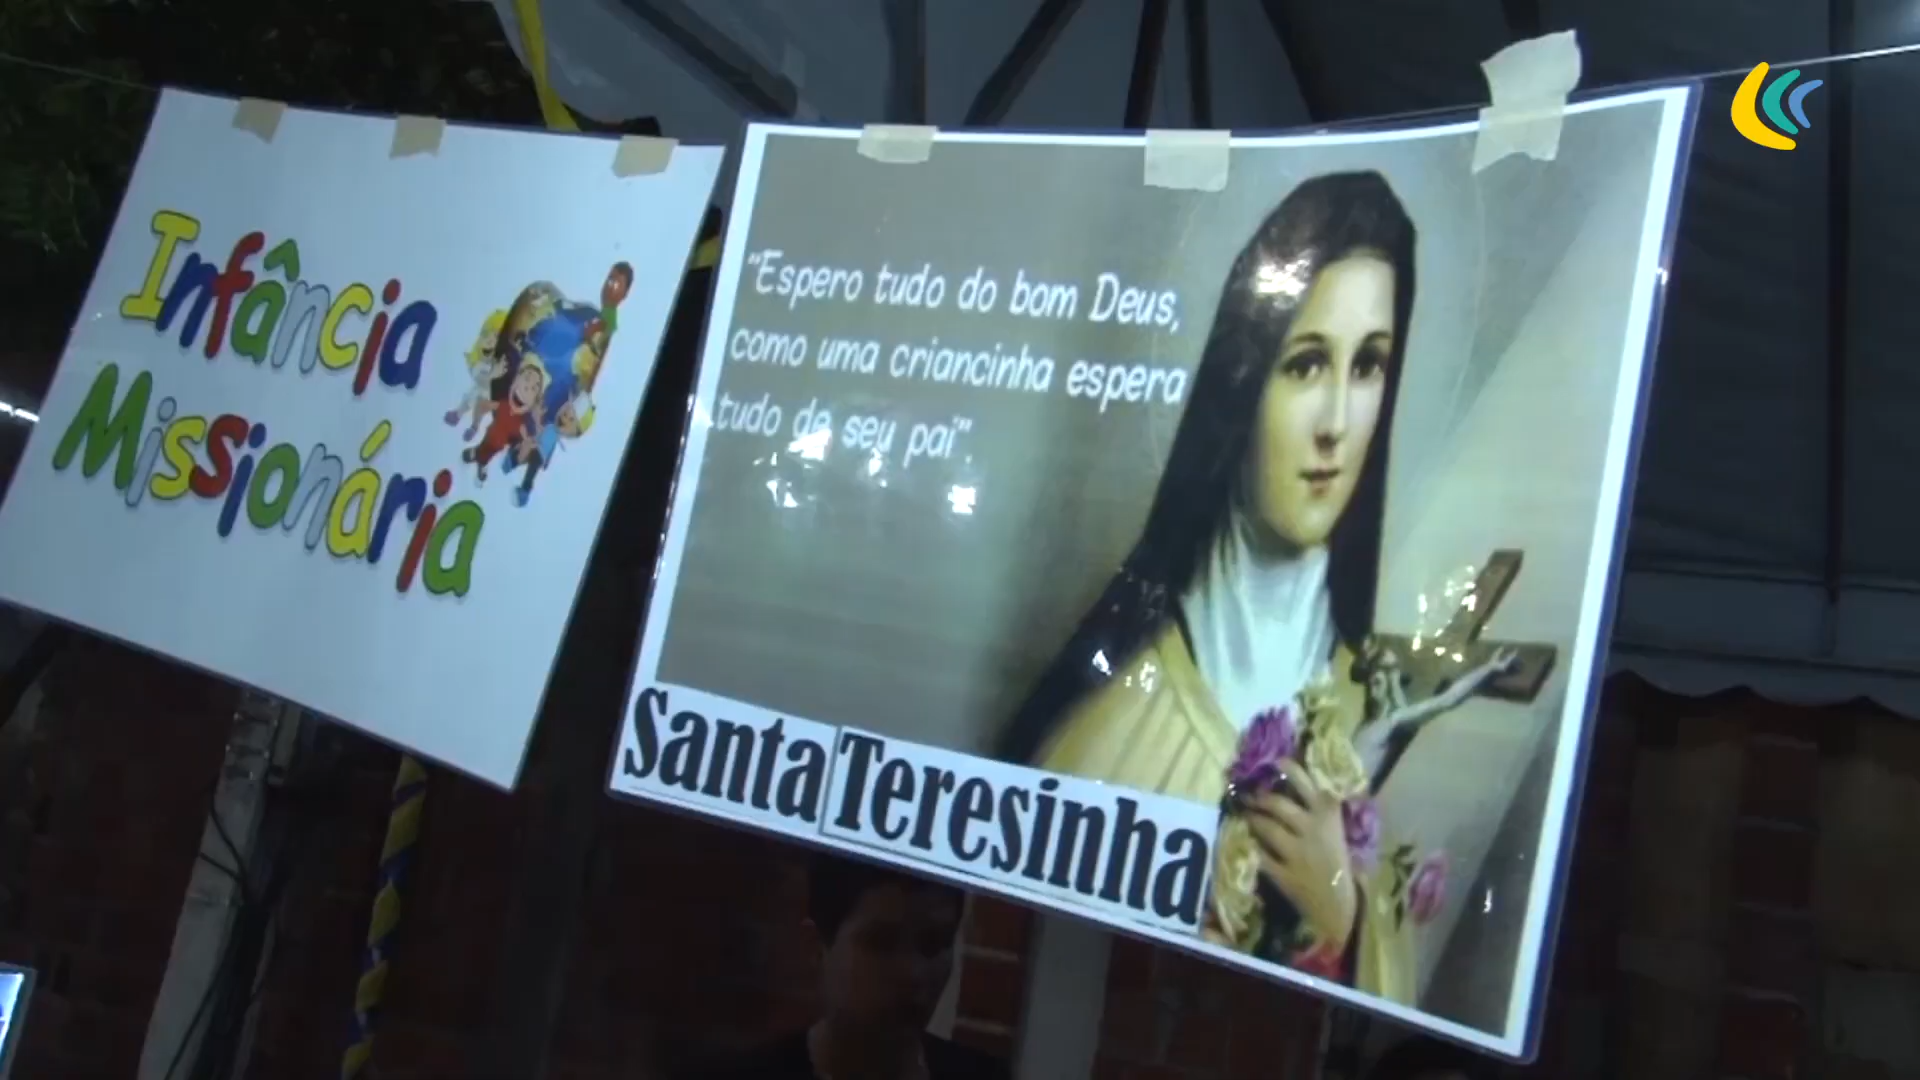 Infância
Missionária
"Espero tudo do bom Deus,
como uma criancinha espera
tudo de seu pai".
Santa Teresinha